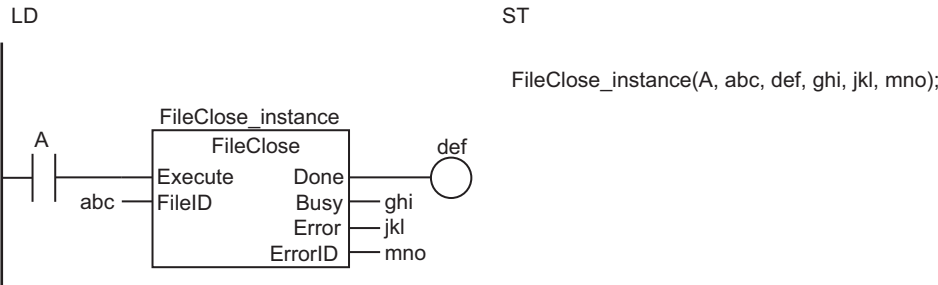 LD
ST
FileClose_instance(A, abc, def, ghi, jkl, mno);
FileClose_instance
A
FileClose
def
Execute Done
abc FileID Busy ghi
Error jkl
ErrorID mno